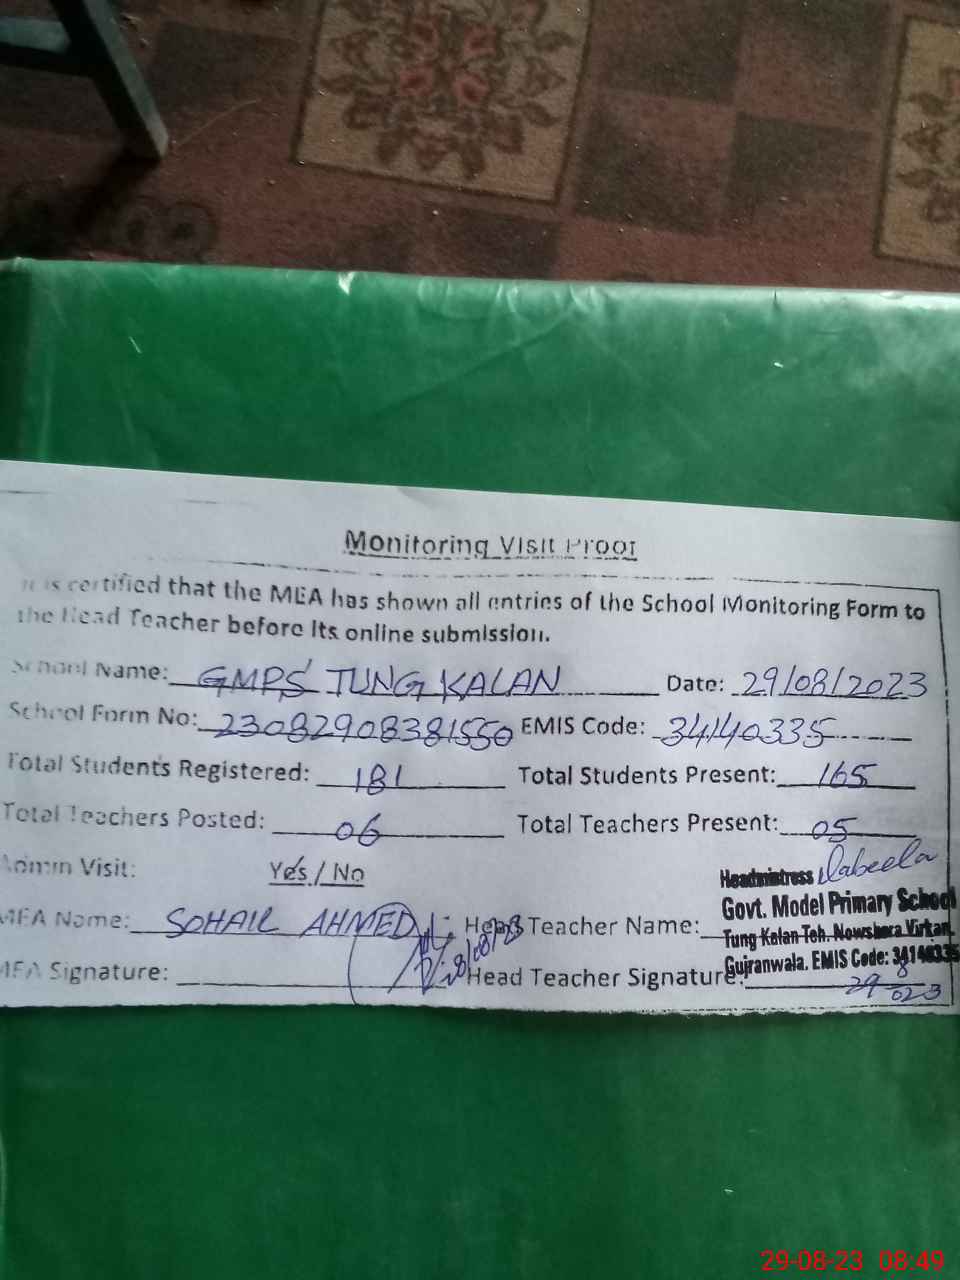 Monitoring Visit Proof
It is certified that the MEA has shown all entries of the School Monitoring Form to
the Head Teacher before its online submission.
School Name: GMPS TUNG KALAN Date: 29/08/2023
School Form No: 23082908381550 EMIS Code: 34140335
Total Students Registered: 181 Total Students Present: 165
Total Teachers Posted: 06 Total Teachers Present: 05
Admin Visit: Yes / No
Headmistress
Govt. Model Primary School
MEA Name: SOHAIL AHMED Head Teacher Name:
Tung Kalan Teh. Nowshera Virkan
Gujranwala. EMIS Code: 34140335
MEA Signature: Head Teacher Signature:
29-08-23 08:49